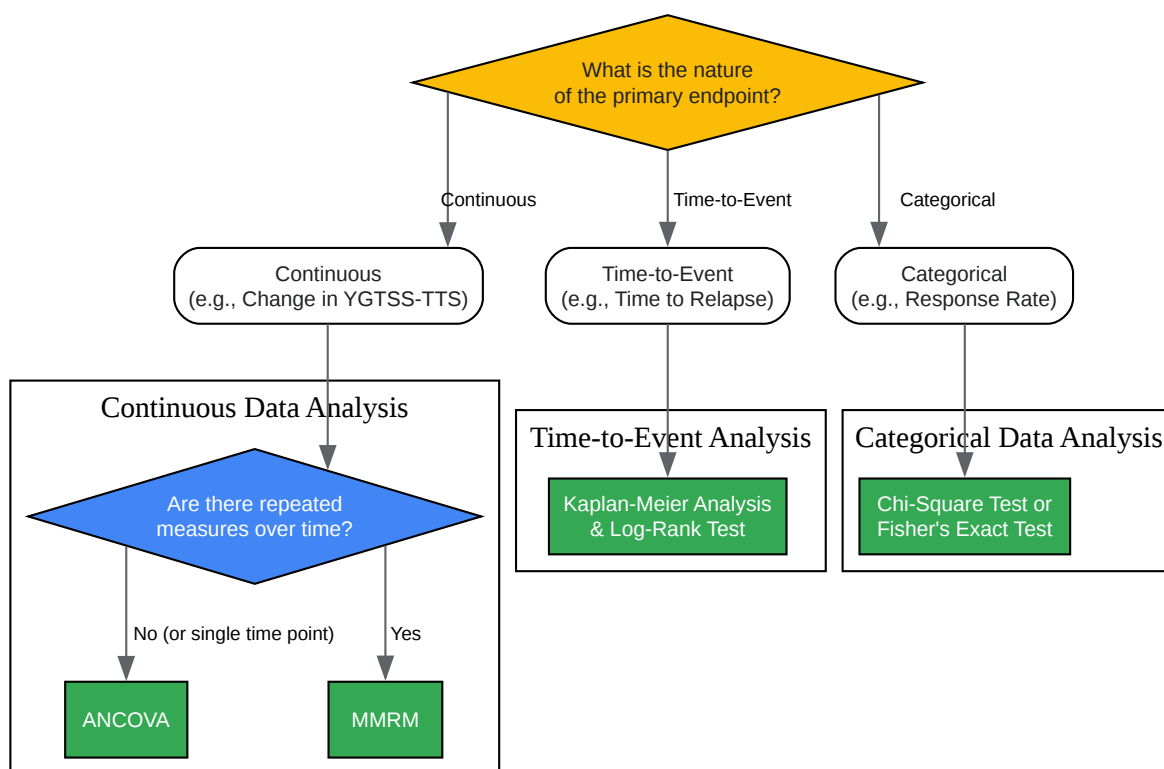 What is the nature
of the primary endpoint?
Continuous
Time-to-Event
Categorical
Continuous
(e.g., Change in YGTSS-TTS)
Time-to-Event
(e.g., Time to Relapse)
Categorical
(e.g., Response Rate)
Continuous Data Analysis
Time-to-Event Analysis
Categorical Data Analysis
Are there repeated
measures over time?
Kaplan-Meier Analysis
& Log-Rank Test
Chi-Square Test or
Fisher's Exact Test
No (or single time point)
Yes
ANCOVA
MMRM